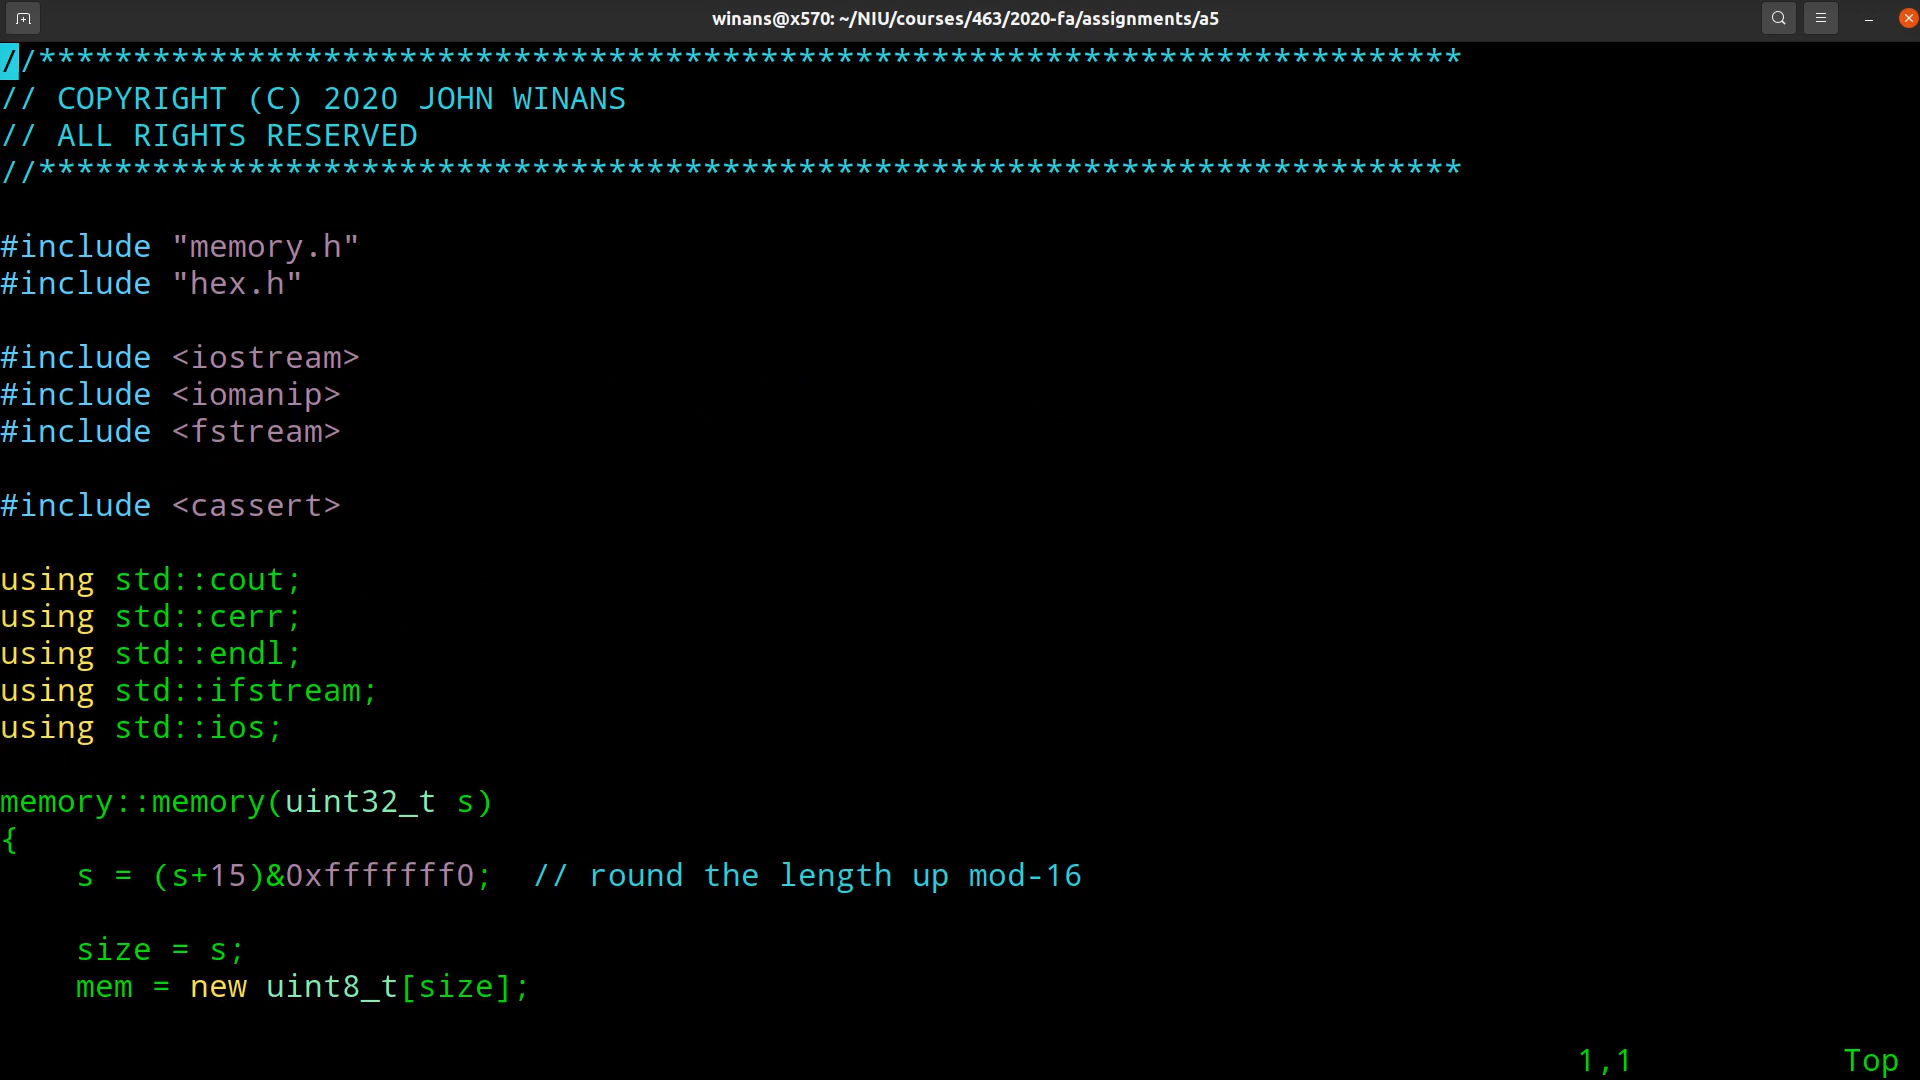 winans@x570: ~/NIU/courses/463/2020-fa/assignments/a5
//***************************************************************************
// COPYRIGHT (C) 2020 JOHN WINANS
// ALL RIGHTS RESERVED
//***************************************************************************
#include "memory.h"
#include "hex.h"
#include <iostream>
#include <iomanip>
#include <fstream>
#include <cassert>
using std::cout;
using std::cerr;
using std::endl;
using std::ifstream;
using std::ios;
memory::memory(uint32_t s)
{
    s = (s+15)&0xfffffff0;  // round the length up mod-16
    size = s;
    mem = new uint8_t[size];
1,1 Top